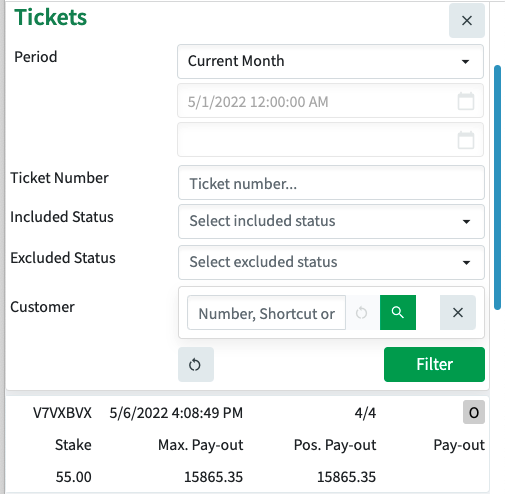 Tickets
Period
Current Month
5/1/2022 12:00:00 AM
Ticket Number
Ticket number...
Included Status
Select included status
Excluded Status
Select excluded status
Customer
Number, Shortcut or
Filter
V7VXBVX 5/6/2022 4:08:49 PM 4/4 O
Stake Max. Pay-out Pos. Pay-out Pay-out
55.00 15865.35 15865.35